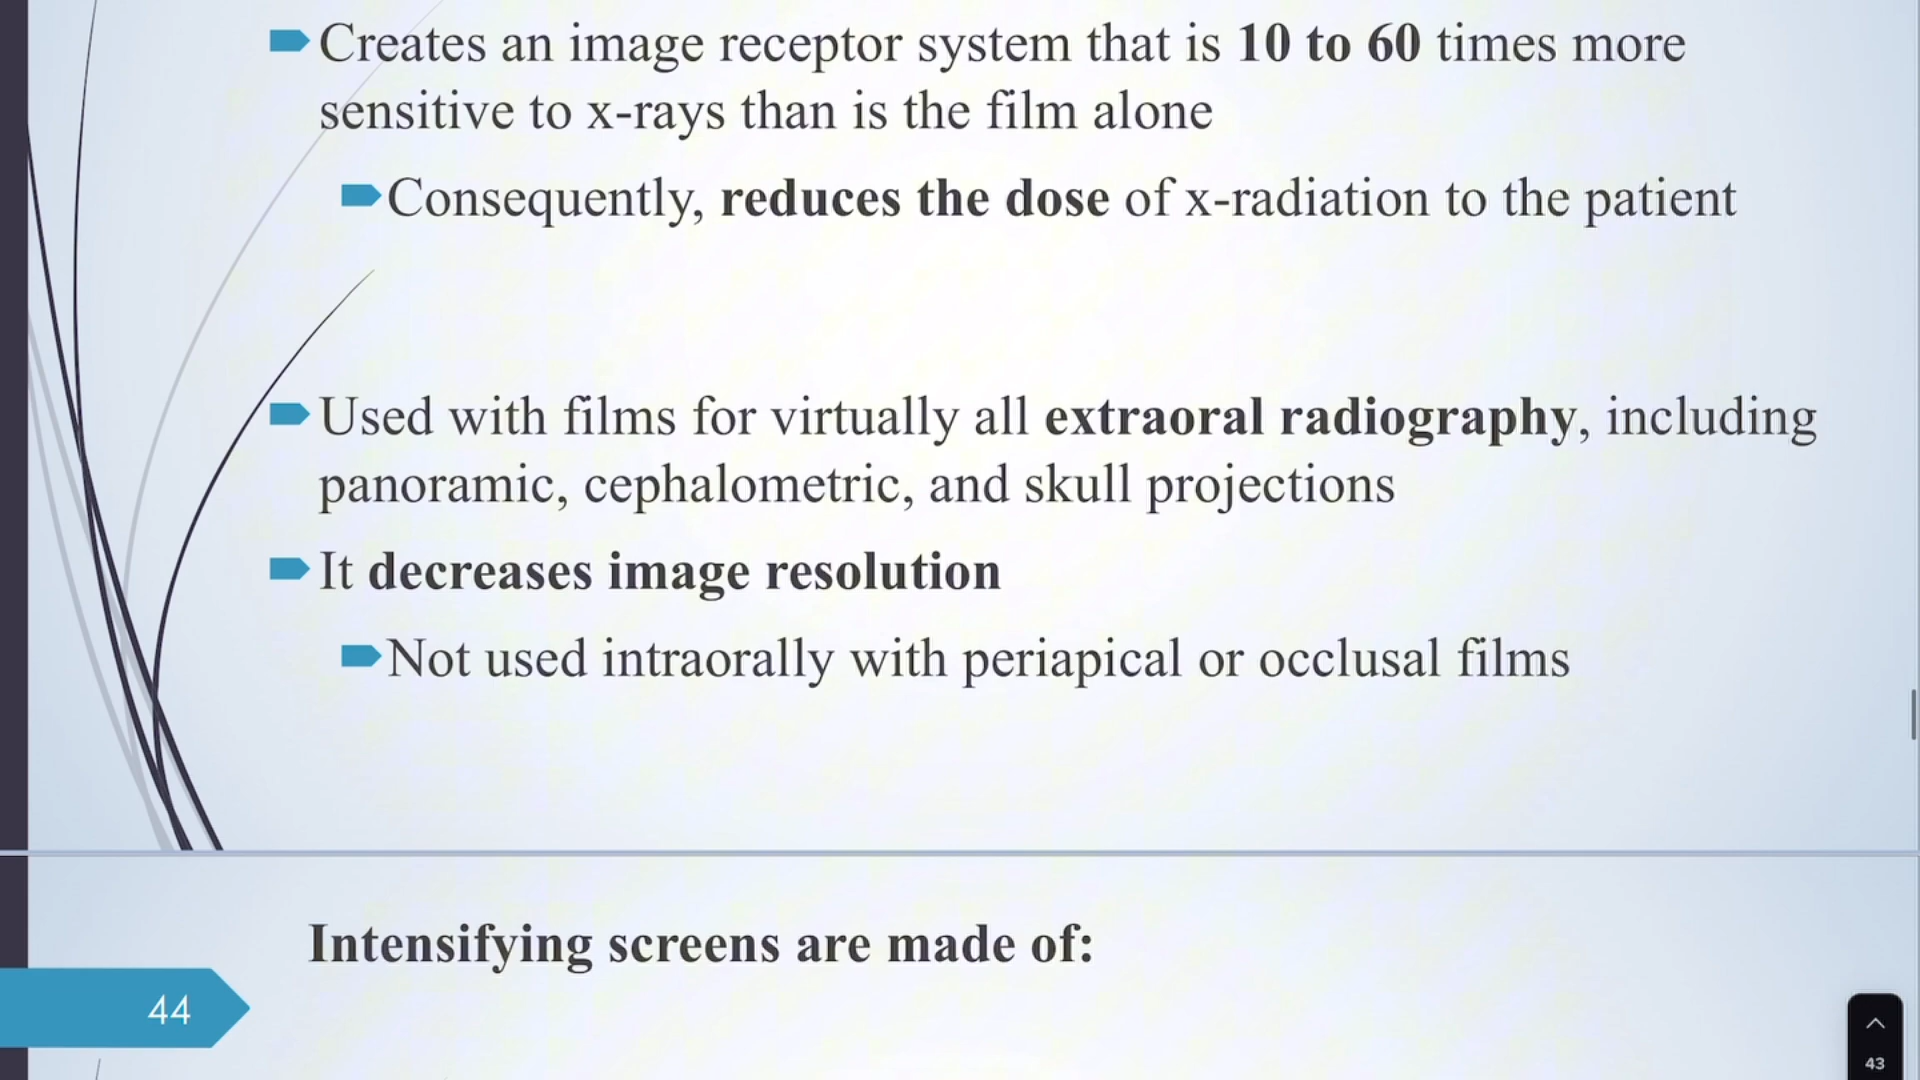 Creates an image receptor system that is 10 to 60 times more
sensitive to x-rays than is the film alone
Consequently, reduces the dose of x-radiation to the patient
Used with films for virtually all extraoral radiography, including
panoramic, cephalometric, and skull projections
It decreases image resolution
Not used intraorally with periapical or occlusal films
Intensifying screens are made of:
44
43